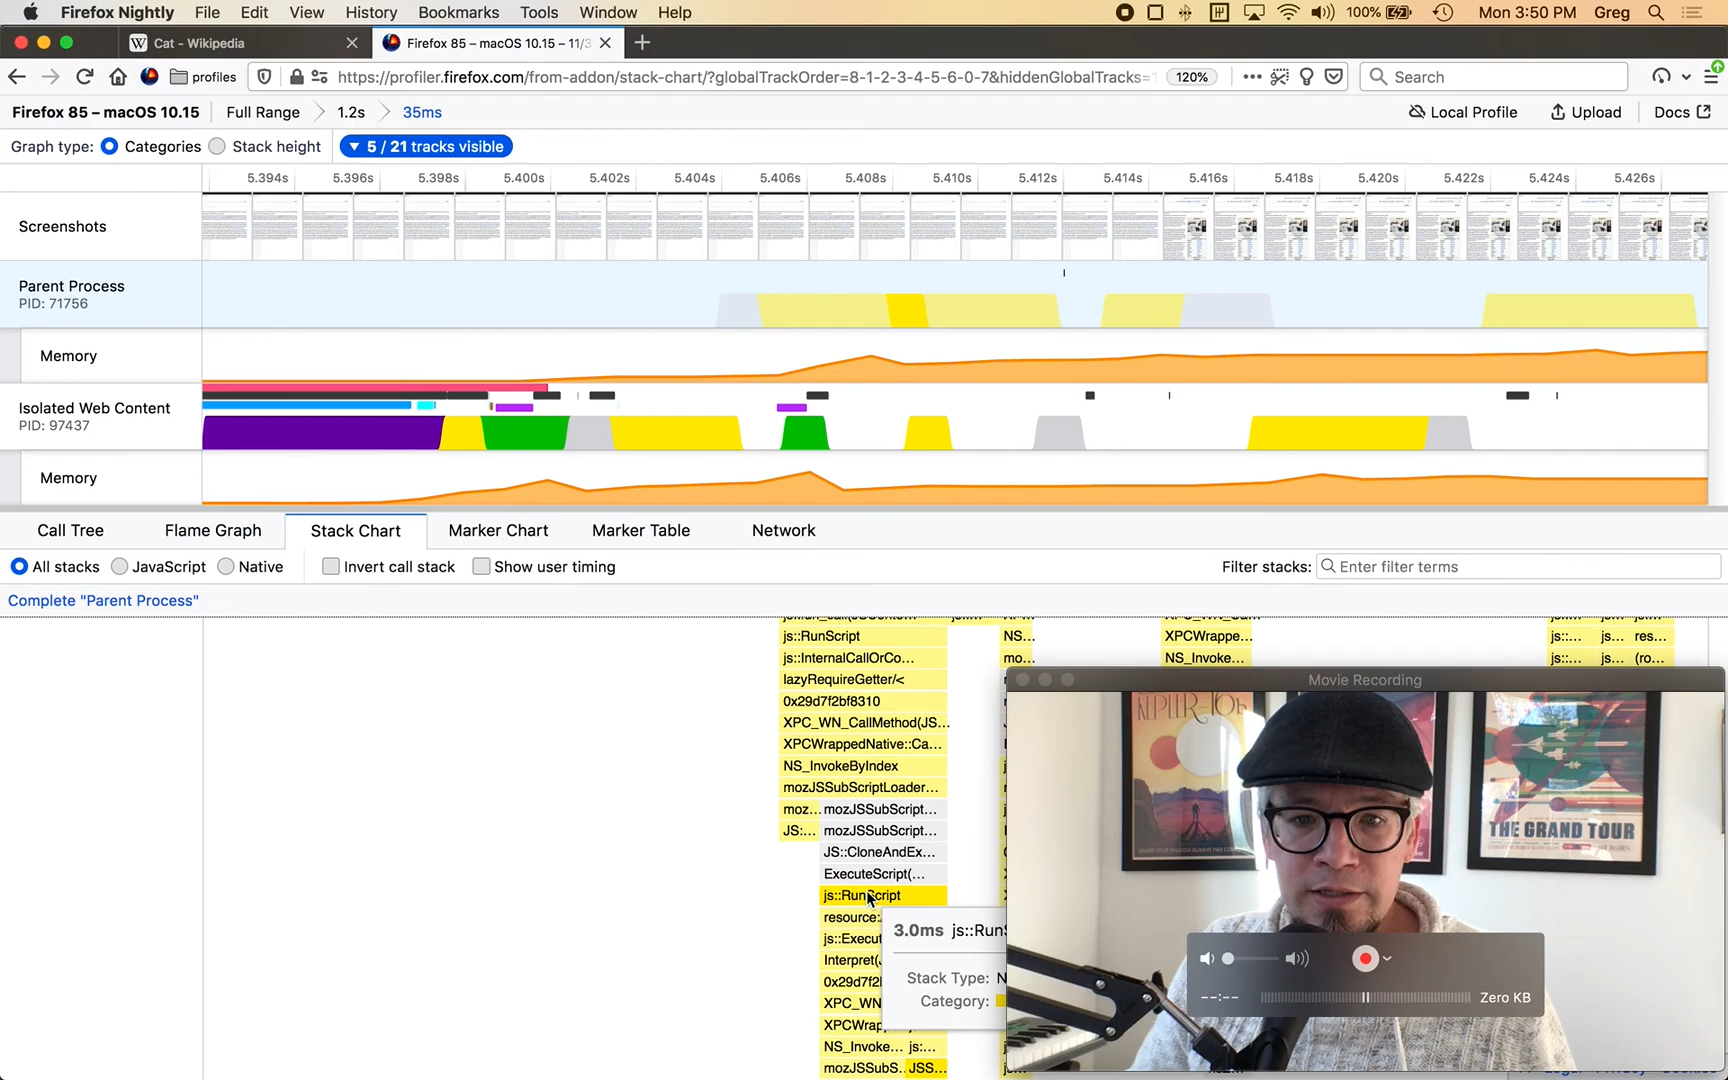 Firefox Nightly File Edit View History Bookmarks Tools Window Help 100% Mon 3:50 PM Greg
Cat - Wikipedia
Firefox 85 – macOS 10.15 – 11/3
profiles
https://profiler.firefox.com/from-addon/stack-chart/?globalTrackOrder=8-1-2-3-4-5-6-0-7&hiddenGlobalTracks=1
120%
Search
Firefox 85 – macOS 10.15 Full Range 1.2s 35ms
Local Profile Upload Docs
Graph type: Categories Stack height 5 / 21 tracks visible
5.394s 5.396s 5.398s 5.400s 5.402s 5.404s 5.406s 5.408s 5.410s 5.412s 5.414s 5.416s 5.418s 5.420s 5.422s 5.424s 5.426s
Screenshots
Parent Process
PID: 71756
Memory
Isolated Web Content
PID: 97437
Memory
Call Tree Flame Graph Stack Chart Marker Chart Marker Table Network
All stacks JavaScript Native Invert call stack Show user timing Filter stacks: Enter filter terms
Complete "Parent Process"
js::RunScript NS... XPCWrappe... js::... js... res...
js::InternalCallOrCo... mo... NS_Invoke... js::... js... (ro...
lazyRequireGetter/<
0x29d7f2bf8310
XPC_WN_CallMethod(JS...
XPCWrappedNative::Ca...
NS_InvokeByIndex
mozJSSubScriptLoader...
moz... mozJSSubScript...
JS:... mozJSSubScript...
JS::CloneAndEx...
ExecuteScript(...
js::RunScript
resource:
js::Execut
Interpret(
0x29d7f2
XPC_WN
XPCWrap
NS_Invoke... js:...
mozJSSubS... JSS...
3.0ms js::RunS
Stack Type: N
Category:
Movie Recording
KEPLER-16b
THE GRAND TOUR
--:-- Zero KB